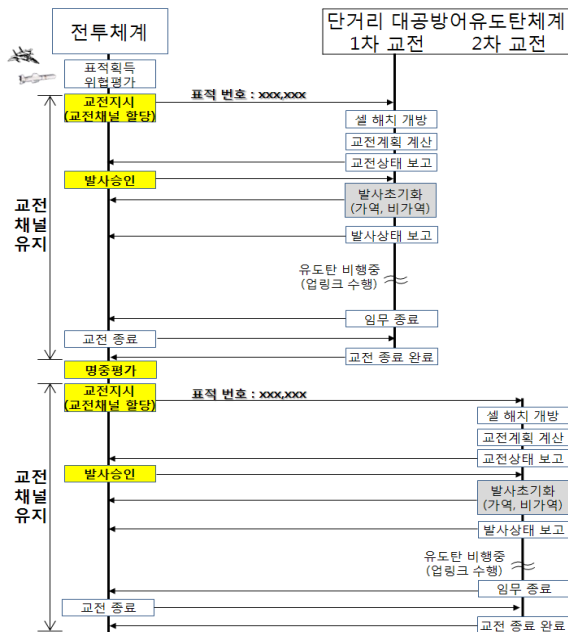 전투체계
단거리 대공방어유도탄체계
1차 교전 2차 교전
표적획득
위협평가
교전지시
(교전채널 할당)
표적 번호 : xxx,xxx
셀 해치 개방
교전계획 계산
교전상태 보고
발사승인
발사초기화
(가역, 비가역)
교전
채널
유지
발사상태 보고
유도탄 비행중
(업링크 수행)
임무 종료
교전 종료
교전 종료 완료
명중평가
교전지시
(교전채널 할당)
표적 번호 : xxx,xxx
셀 해치 개방
교전계획 계산
교전상태 보고
발사승인
교전
채널
유지
발사초기화
(가역, 비가역)
발사상태 보고
유도탄 비행중
(업링크 수행)
임무 종료
교전 종료
교전 종료 완료